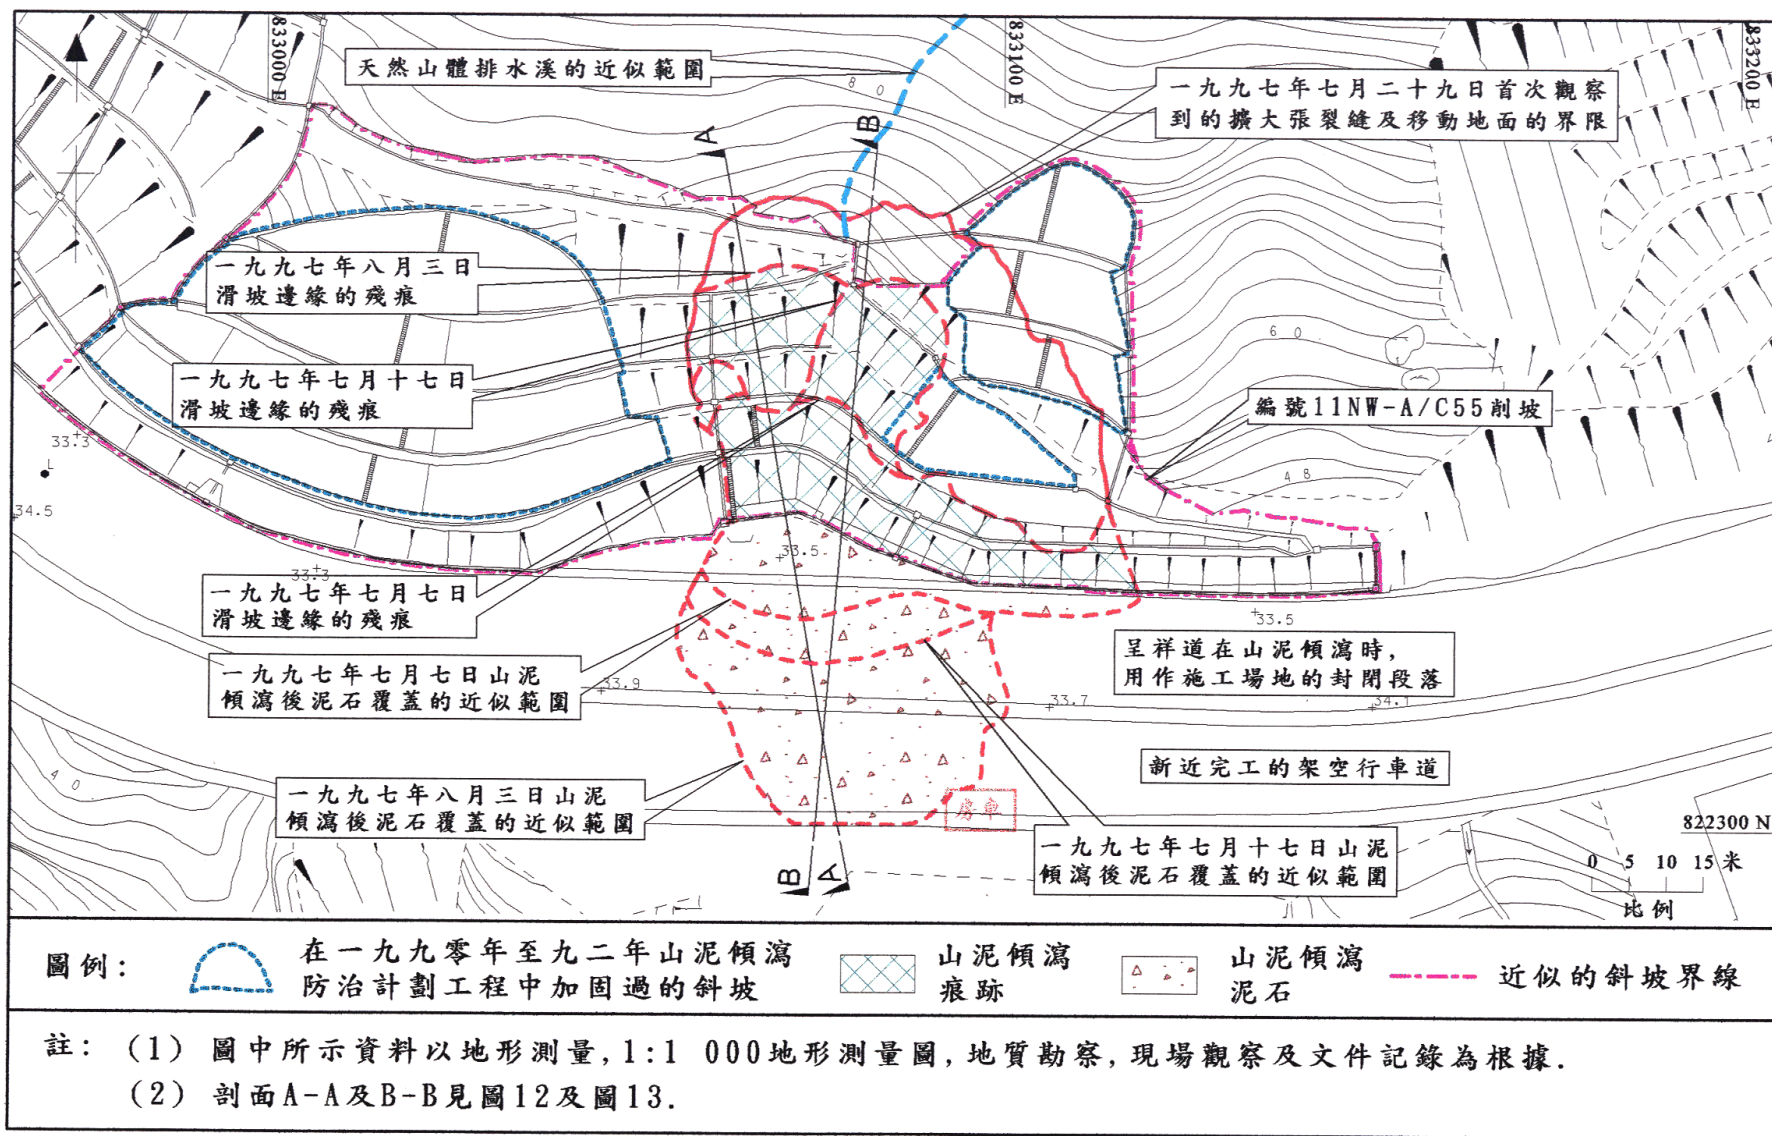 833000 E
833100 E
833200 E
天然山體排水溪的近似範圍
80
一九九七年七月二十九日首次觀察
到的擴大張裂縫及移動地面的界限
A
B
一九九七年八月三日
滑坡邊緣的殘痕
60
一九九七年七月十七日
滑坡邊緣的殘痕
編號11NW-A/C55削坡
33.3
L
48
34.5
33.5
33.3
一九九七年七月七日
滑坡邊緣的殘痕
33.5
呈祥道在山泥傾瀉時,
用作施工場地的封閉段落
一九九七年七月七日山泥
傾瀉後泥石覆蓋的近似範圍
33.9
33.7
34.1
新近完工的架空行車道
40
一九九七年八月三日山泥
傾瀉後泥石覆蓋的近似範圍
房車
822300 N
一九九七年七月十七日山泥
傾瀉後泥石覆蓋的近似範圍
B
A
0 5 10 15 米
比例
圖例:
在一九九零年至九二年山泥傾瀉
防治計劃工程中加固過的斜坡
山泥傾瀉
痕跡
山泥傾瀉
泥石
近似的斜坡界線
註: (1) 圖中所示資料以地形測量,1:1 000地形測量圖,地質勘察,現場觀察及文件記錄為根據.
(2) 剖面A-A及B-B見圖12及圖13.